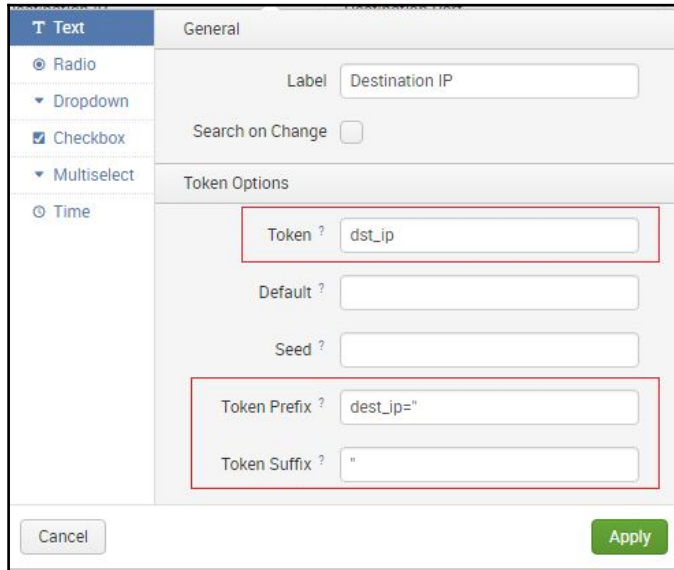 T Text
Radio
Dropdown
Checkbox
Multiselect
Time
General
Label Destination IP
Search on Change
Token Options
Token ? dst_ip
Default ?
Seed ?
Token Prefix ? dest_ip="
Token Suffix ? "
Cancel Apply